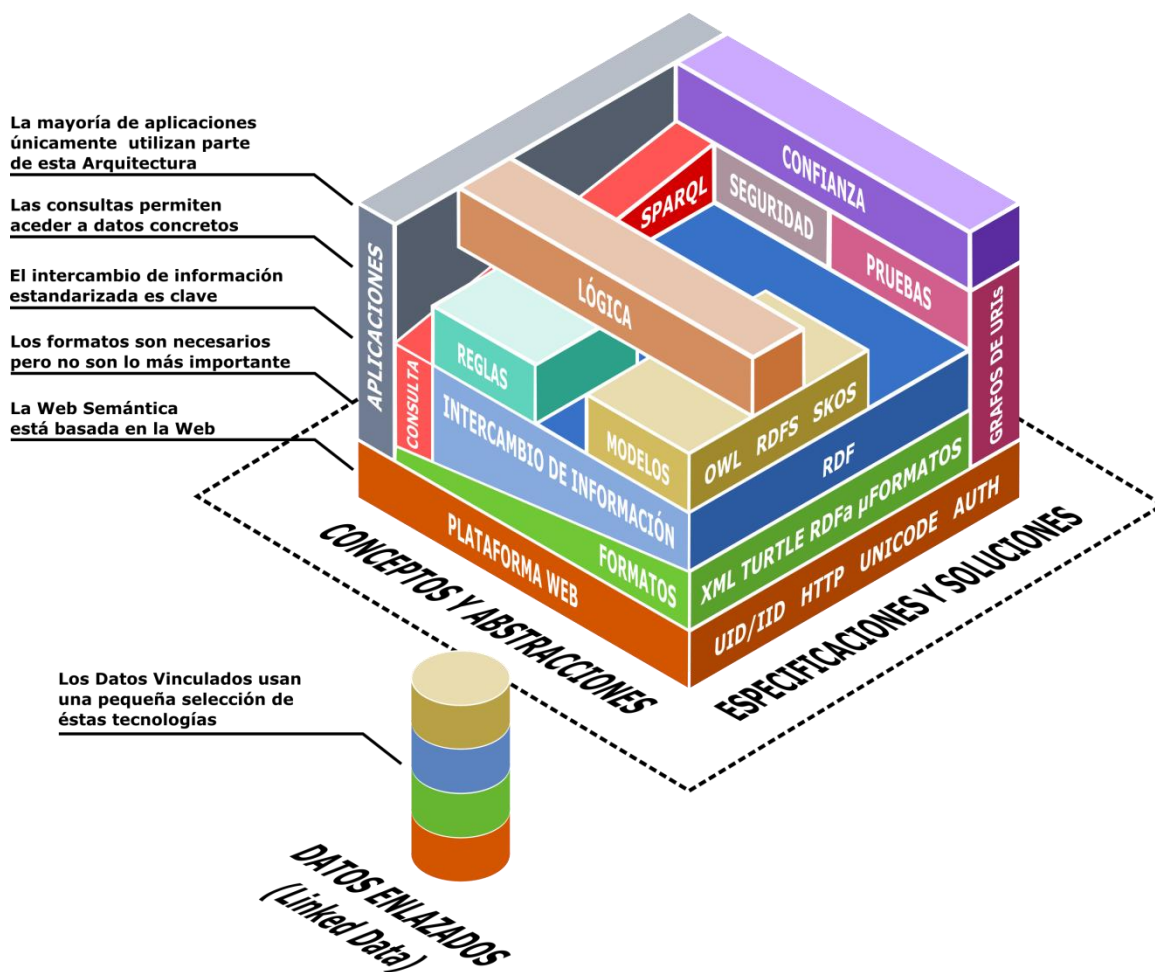 La mayoría de aplicaciones
únicamente utilizan parte
de esta Arquitectura
Las consultas permiten
aceder a datos concretos
El intercambio de información
estandarizada es clave
Los formatos son necesarios
pero no son lo más importante
La Web Semántica
está basada en la Web
APLICACIONES
CONSULTA
REGLAS
LÓGICA
SPARQL
SEGURIDAD
CONFIANZA
PRUEBAS
GRAFOS DE URIs
INTERCAMBIO DE INFORMACIÓN
MODELOS
OWL RDFS SKOS
RDF
FORMATOS
XML TURTLE RDFa µFORMATOS
PLATAFORMA WEB
UID/IID HTTP UNICODE AUTH
CONCEPTOS Y ABSTRACCIONES
ESPECIFICACIONES Y SOLUCIONES
Los Datos Vinculados usan
una pequeña selección de
éstas tecnologías
DATOS ENLAZADOS
(Linked Data)